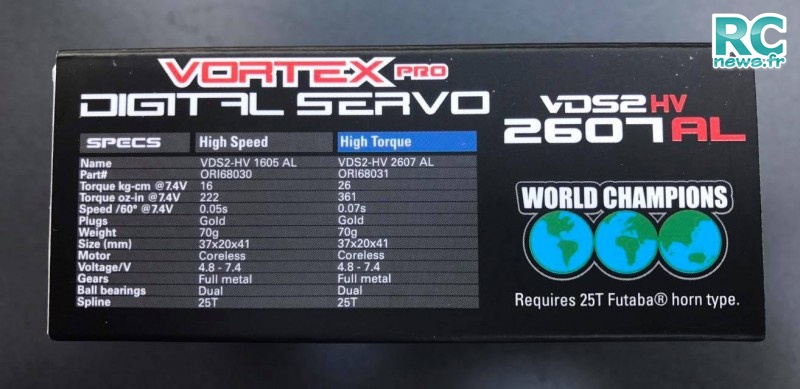 RC
news.fr
VORTEX PRO
DIGITAL SERVO
VDS2 HV
2607 AL
SPECS High Speed High Torque
Name VDS2-HV 1605 AL VDS2-HV 2607 AL
Part# ORI68030 ORI68031
Torque kg-cm @7.4V 16 26
Torque oz-in @7.4V 222 361
Speed /60° @7.4V 0.05s 0.07s
Plugs Gold Gold
Weight 70g 70g
Size (mm) 37x20x41 37x20x41
Motor Coreless Coreless
Voltage/V 4.8 - 7.4 4.8 - 7.4
Gears Full metal Full metal
Ball bearings Dual Dual
Spline 25T 25T
WORLD CHAMPIONS
Requires 25T Futaba® horn type.